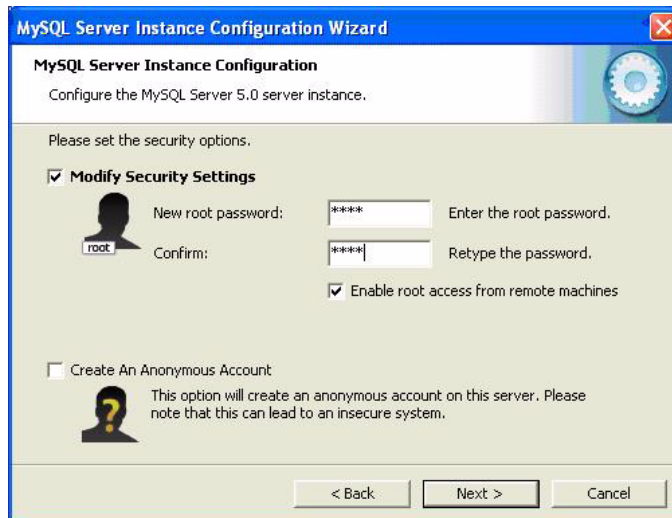 MySQL Server Instance Configuration Wizard
MySQL Server Instance Configuration
Configure the MySQL Server 5.0 server instance.
Please set the security options.
Modify Security Settings
root
New root password: **** Enter the root password.
Confirm: **** Retype the password.
Enable root access from remote machines
Create An Anonymous Account
?
This option will create an anonymous account on this server. Please
note that this can lead to an insecure system.
< Back Next > Cancel